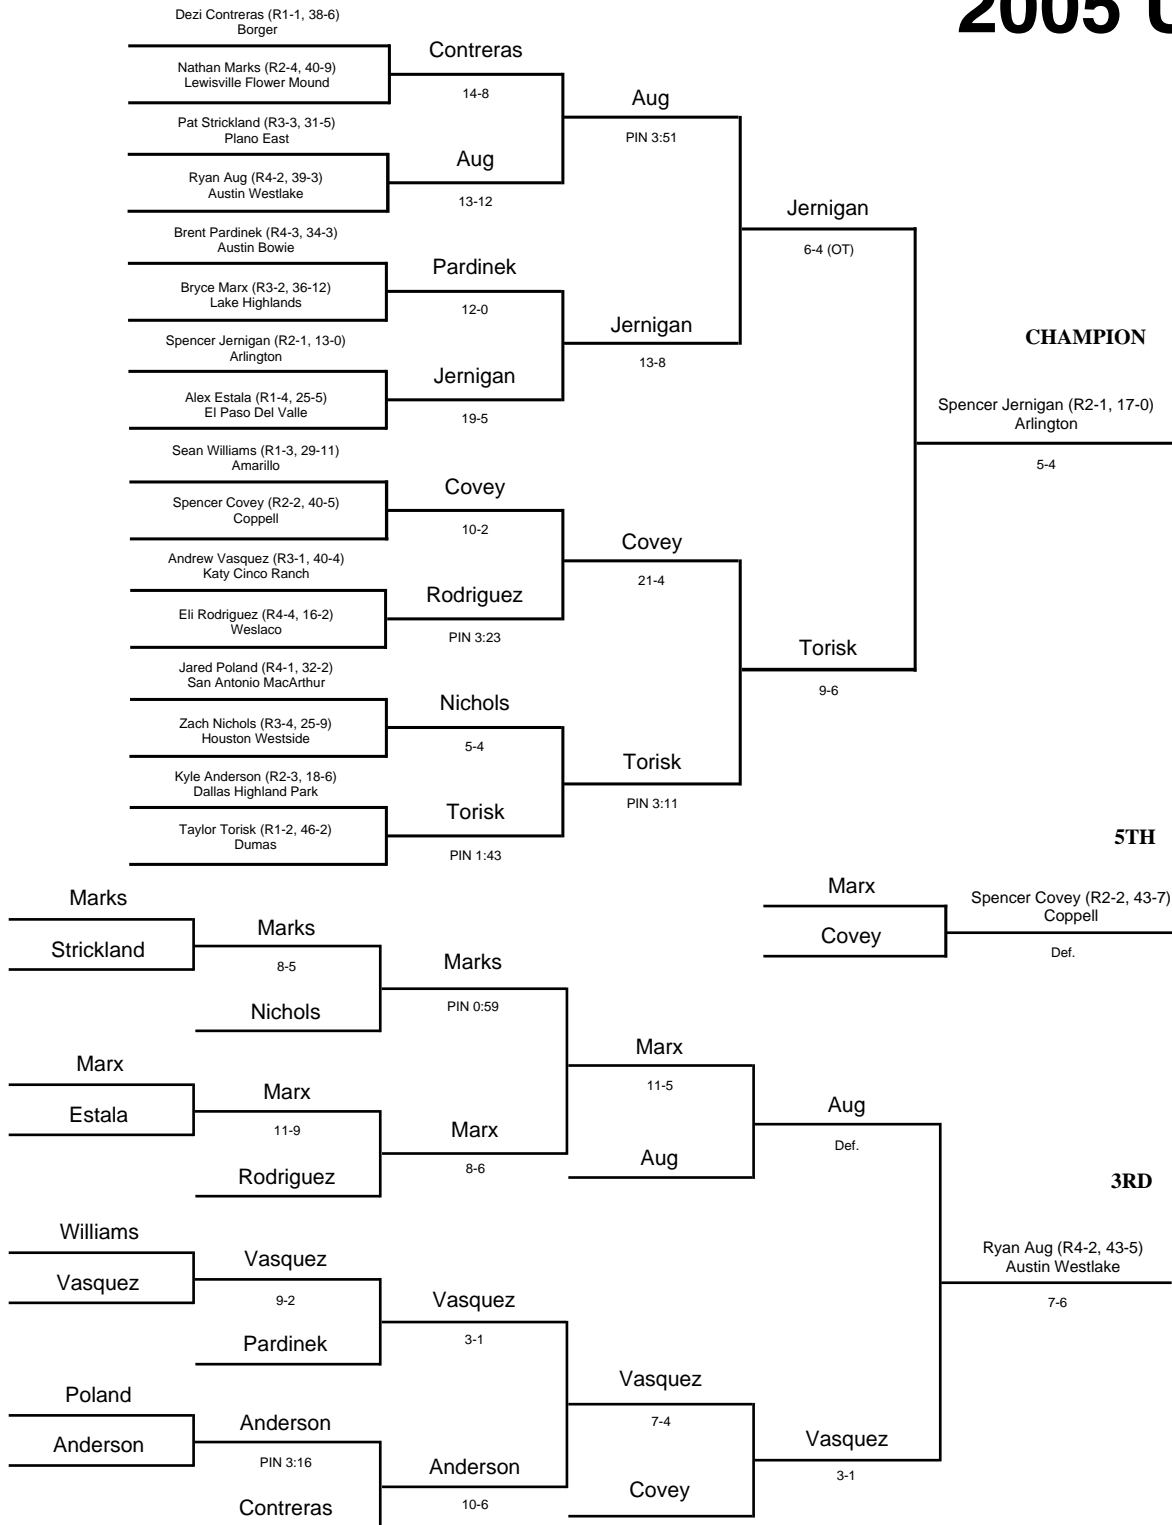 2005 U
Dezi Contreras (R1-1, 38-6)
Borger
Nathan Marks (R2-4, 40-9)
Lewisville Flower Mound
Pat Strickland (R3-3, 31-5)
Plano East
Ryan Aug (R4-2, 39-3)
Austin Westlake
Brent Pardinek (R4-3, 34-3)
Austin Bowie
Bryce Marx (R3-2, 36-12)
Lake Highlands
Spencer Jernigan (R2-1, 13-0)
Arlington
Alex Estala (R1-4, 25-5)
El Paso Del Valle
Sean Williams (R1-3, 29-11)
Amarillo
Spencer Covey (R2-2, 40-5)
Coppell
Andrew Vasquez (R3-1, 40-4)
Katy Cinco Ranch
Eli Rodriguez (R4-4, 16-2)
Weslaco
Jared Poland (R4-1, 32-2)
San Antonio MacArthur
Zach Nichols (R3-4, 25-9)
Houston Westside
Kyle Anderson (R2-3, 18-6)
Dallas Highland Park
Taylor Torisk (R1-2, 46-2)
Dumas
Contreras
14-8
Aug
13-12
Pardinek
12-0
Jernigan
19-5
Covey
10-2
Rodriguez
PIN 3:23
Nichols
5-4
Torisk
PIN 1:43
Aug
PIN 3:51
Jernigan
13-8
Covey
21-4
Torisk
PIN 3:11
Jernigan
6-4 (OT)
Torisk
9-6
CHAMPION
Spencer Jernigan (R2-1, 17-0)
Arlington
5-4
5TH
Marx
Covey
Spencer Covey (R2-2, 43-7)
Coppell
Def.
Marks
Strickland
Marx
Estala
Williams
Vasquez
Poland
Anderson
Marks
8-5
Nichols
Marx
11-9
Rodriguez
Vasquez
9-2
Pardinek
Anderson
PIN 3:16
Contreras
Marks
PIN 0:59
Marx
8-6
Vasquez
3-1
Anderson
10-6
Marx
11-5
Aug
Vasquez
7-4
Covey
Aug
Def.
Vasquez
3-1
3RD
Ryan Aug (R4-2, 43-5)
Austin Westlake
7-6